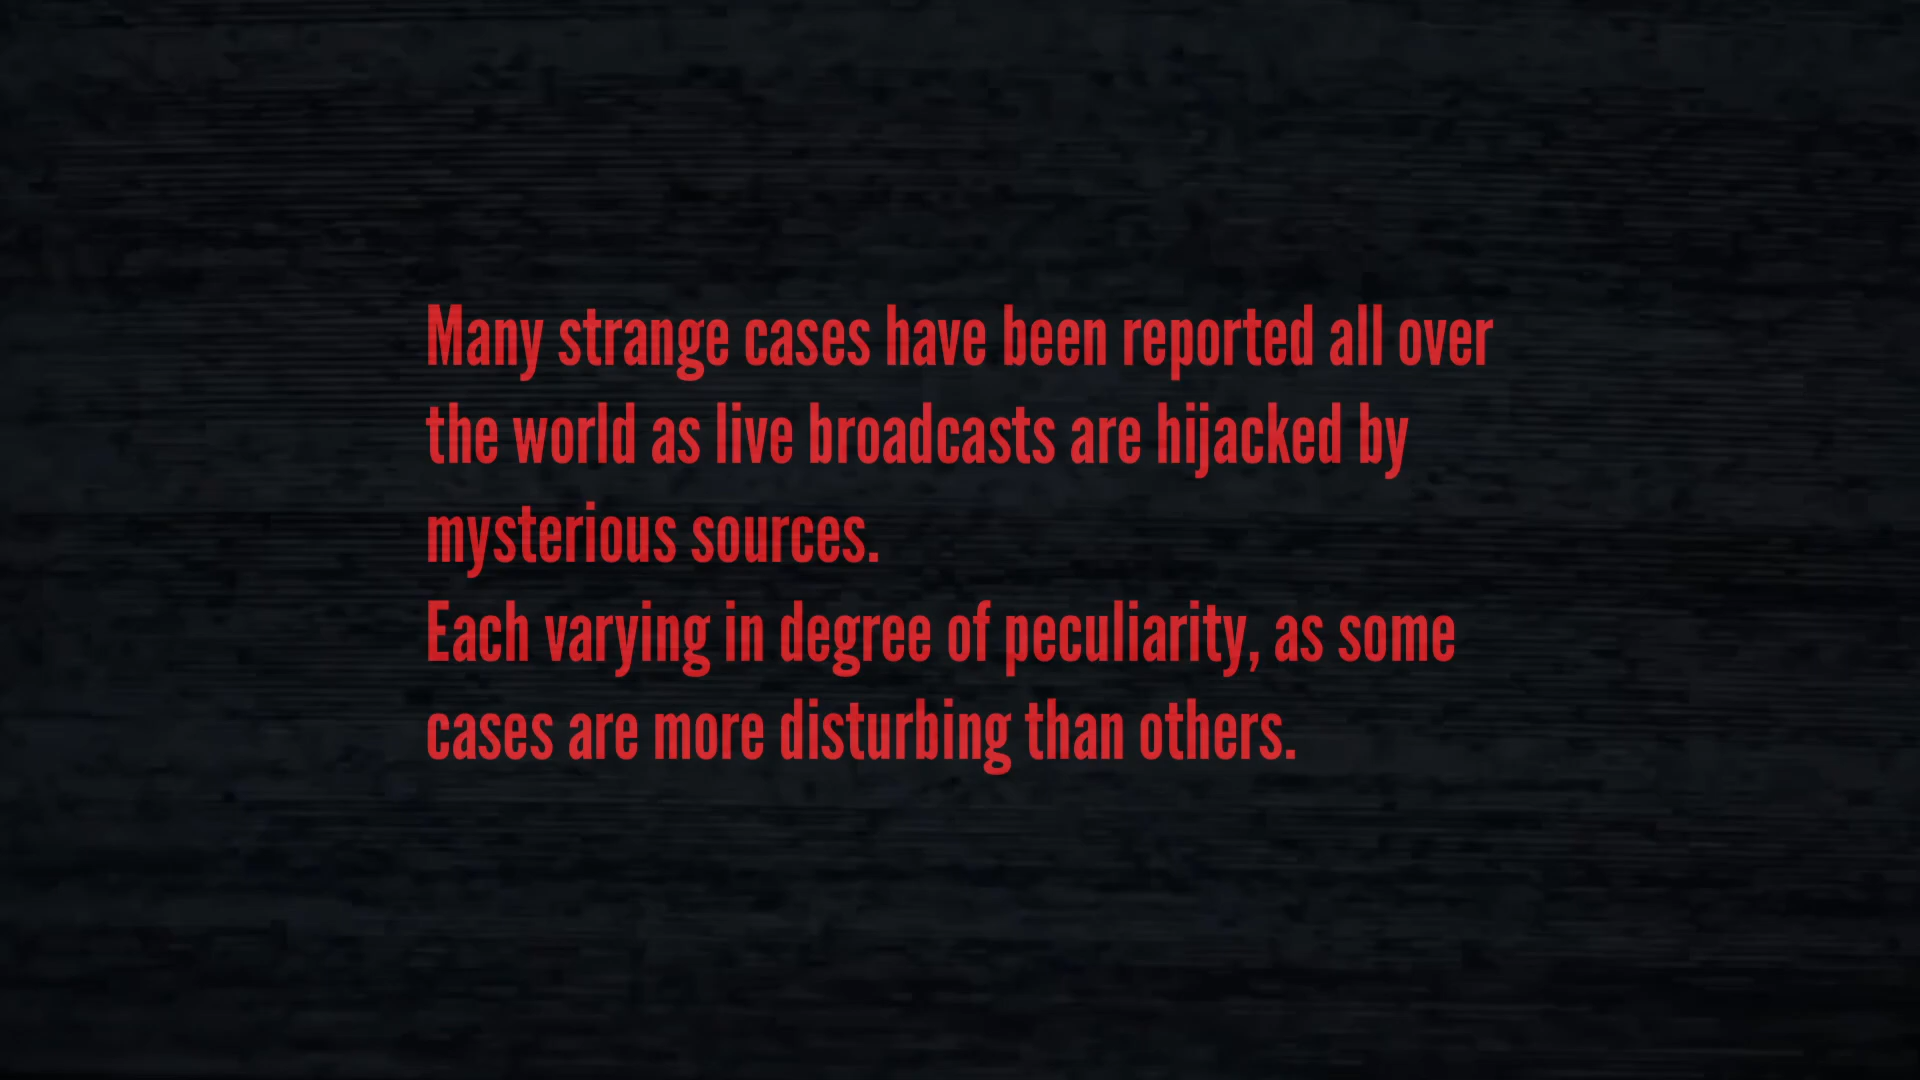 Many strange cases have been reported all over
the world as live broadcasts are hijacked by
mysterious sources.
Each varying in degree of peculiarity, as some
cases are more disturbing than others.